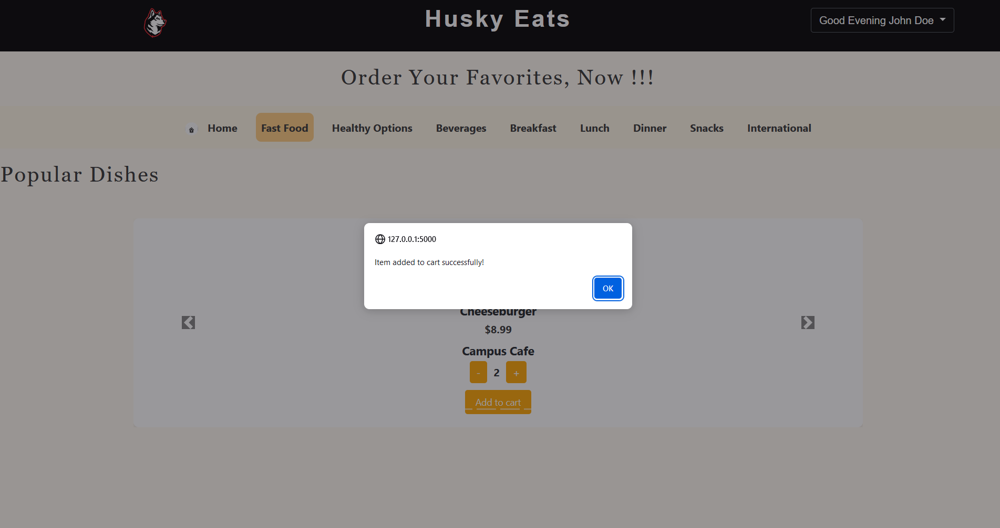 Husky Eats
Good Evening John Doe
Order Your Favorites, Now !!!
Home Fast Food Healthy Options Beverages Breakfast Lunch Dinner Snacks International
Popular Dishes
127.0.0.1:5000
Item added to cart successfully!
OK
Cheeseburger
$8.99
Campus Cafe
- 2 +
Add to cart